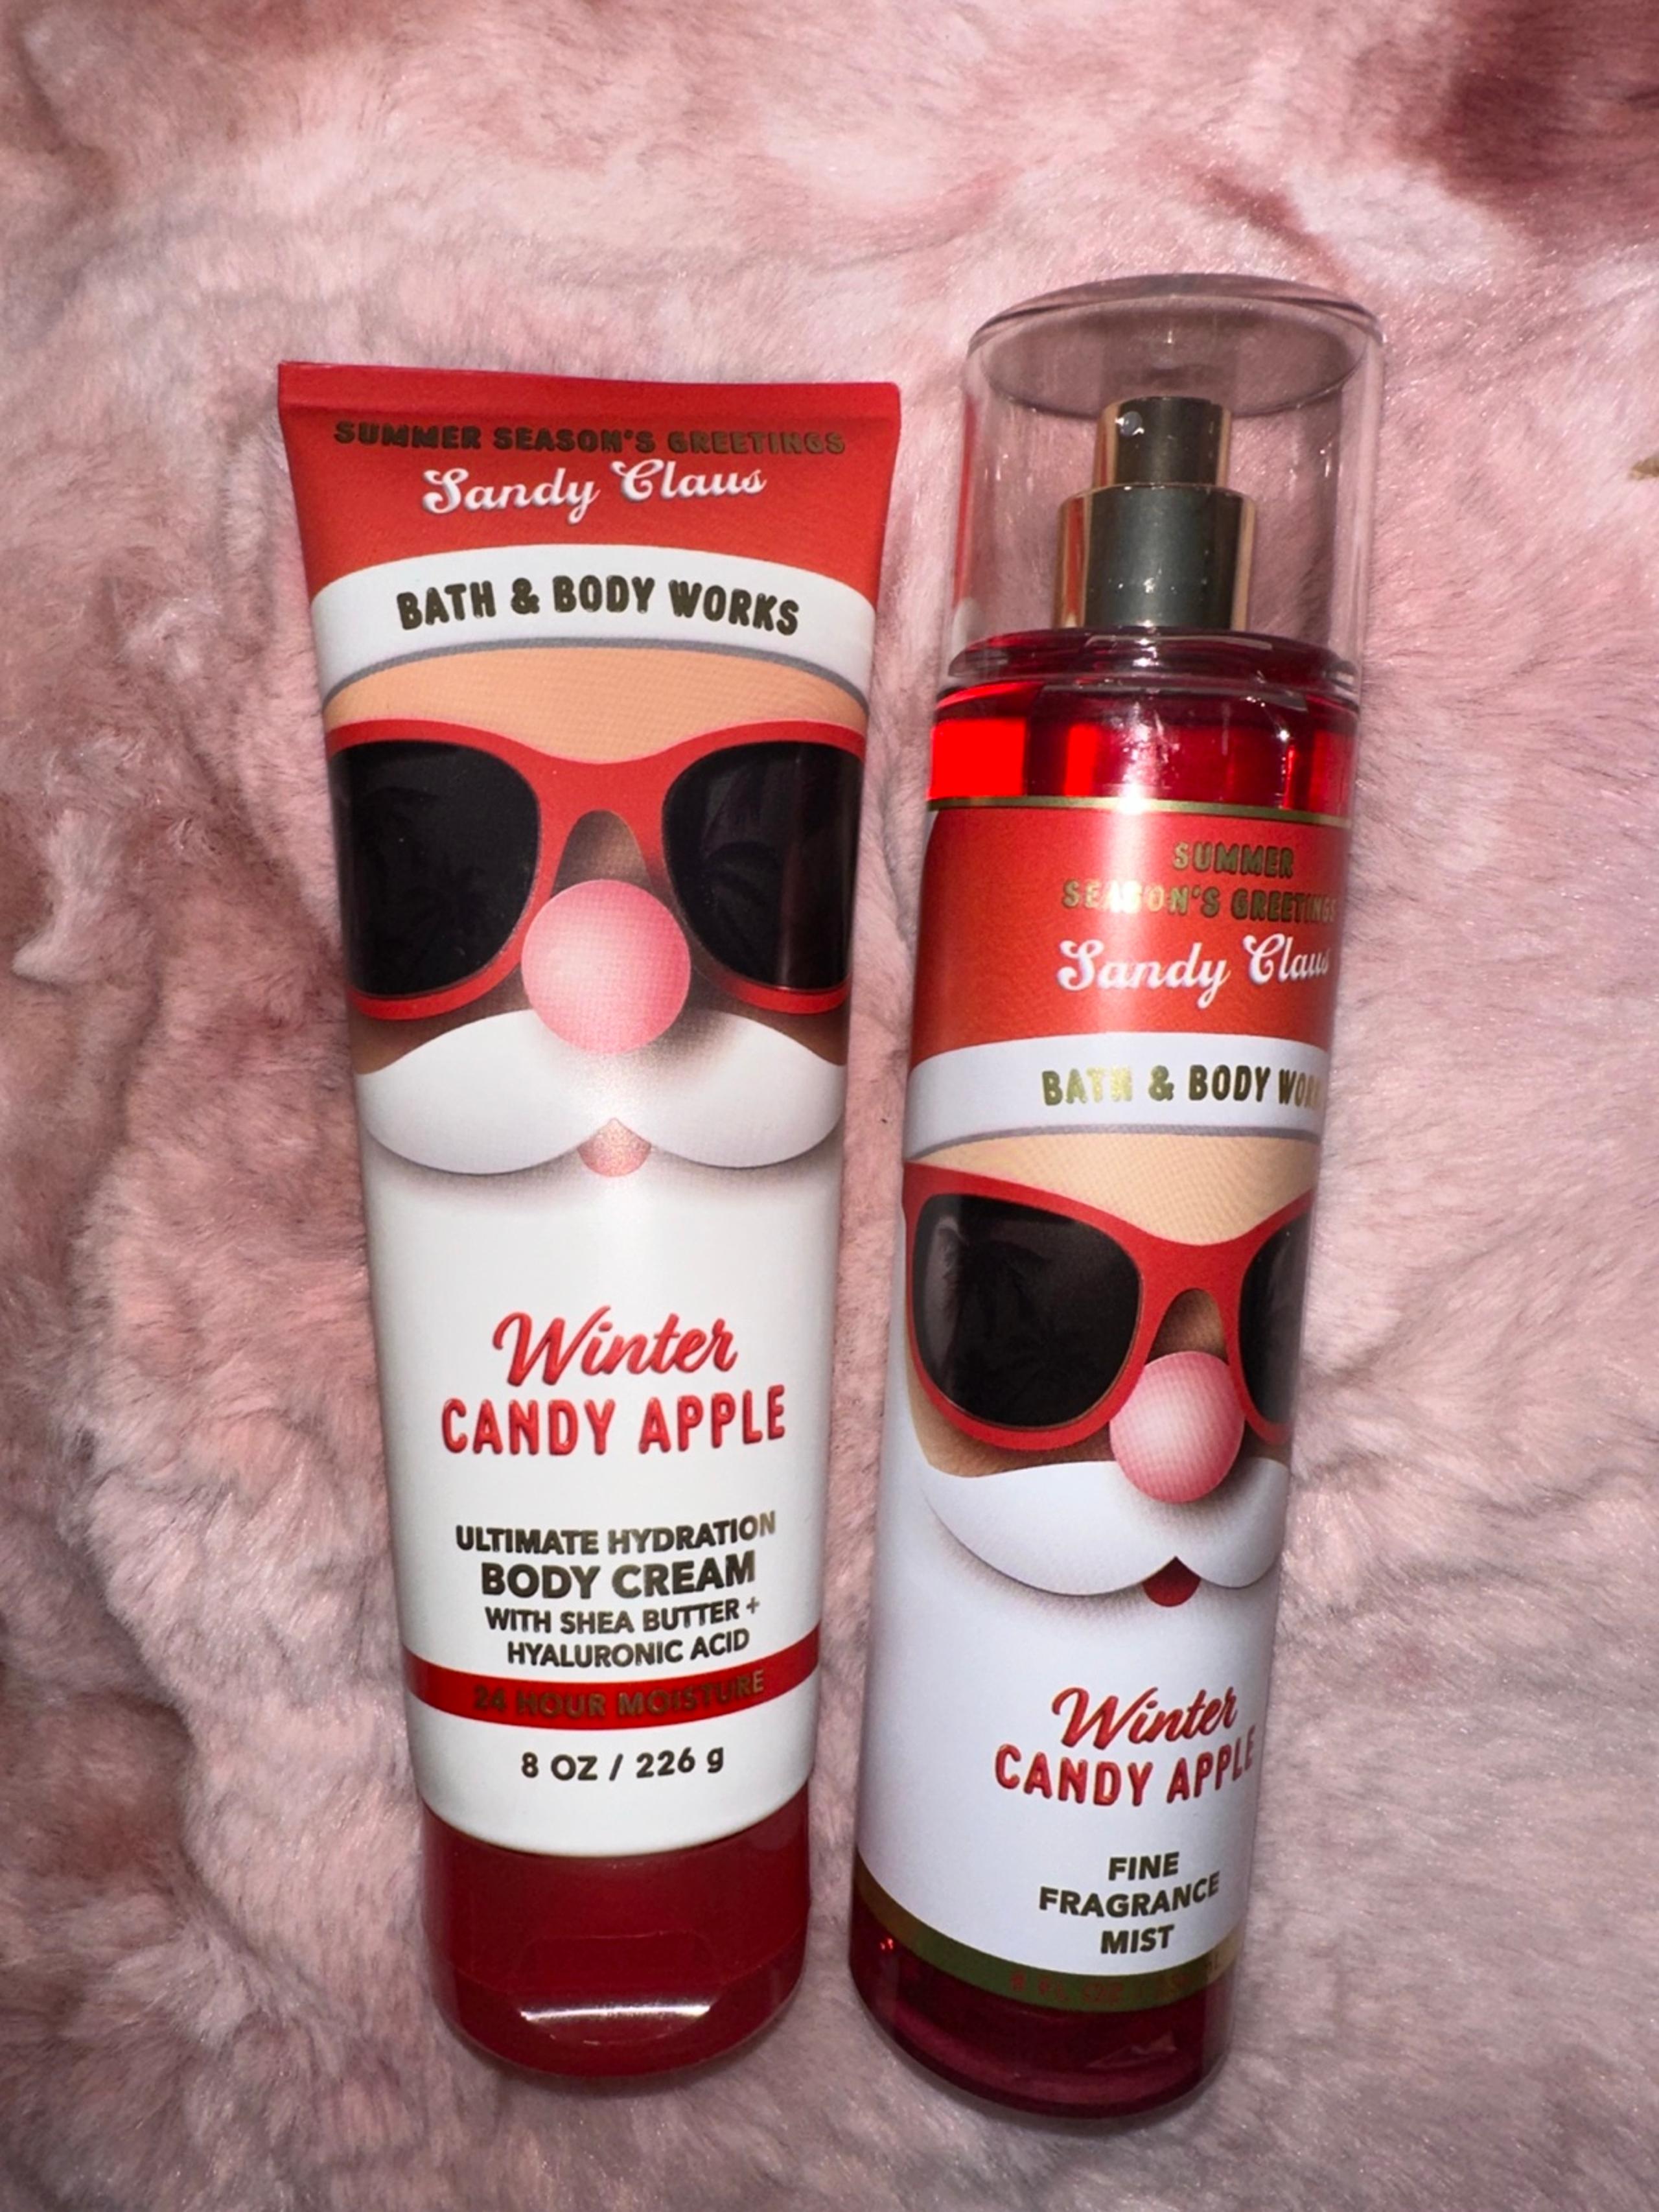 SUMMER SEASON'S GREETINGS
Sandy Claus
BATH & BODY WORKS
Winter
CANDY APPLE
ULTIMATE HYDRATION
BODY CREAM
WITH SHEA BUTTER +
HYALURONIC ACID
24 HOUR MOISTURE
8 OZ / 226 g
SUMMER
SEASON'S GREETINGS
Sandy Claus
BATH & BODY
Winter
CANDY APPLE
FINE
FRAGRANCE
MIST